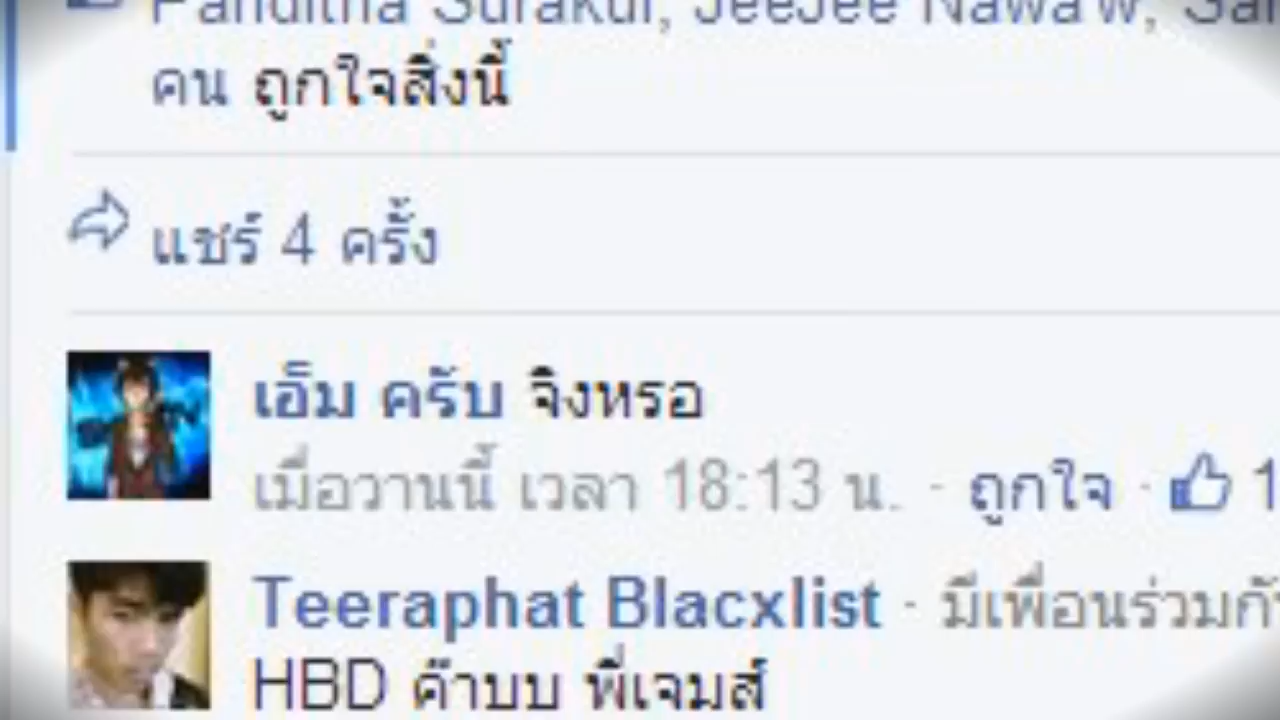 Panditha Surakul, JeeJee Nawa'w,
คน ถูกใจสิ่งนี้
แชร์ 4 ครั้ง
เอ็ม ครับ จิงหรอ
เมื่อวานนี้ เวลา 18:13 น. · ถูกใจ · 1
Teeraphat Blacxlist · มีเพื่อนร่วมกั
HBD ค๊าบบ พี่เจมส์